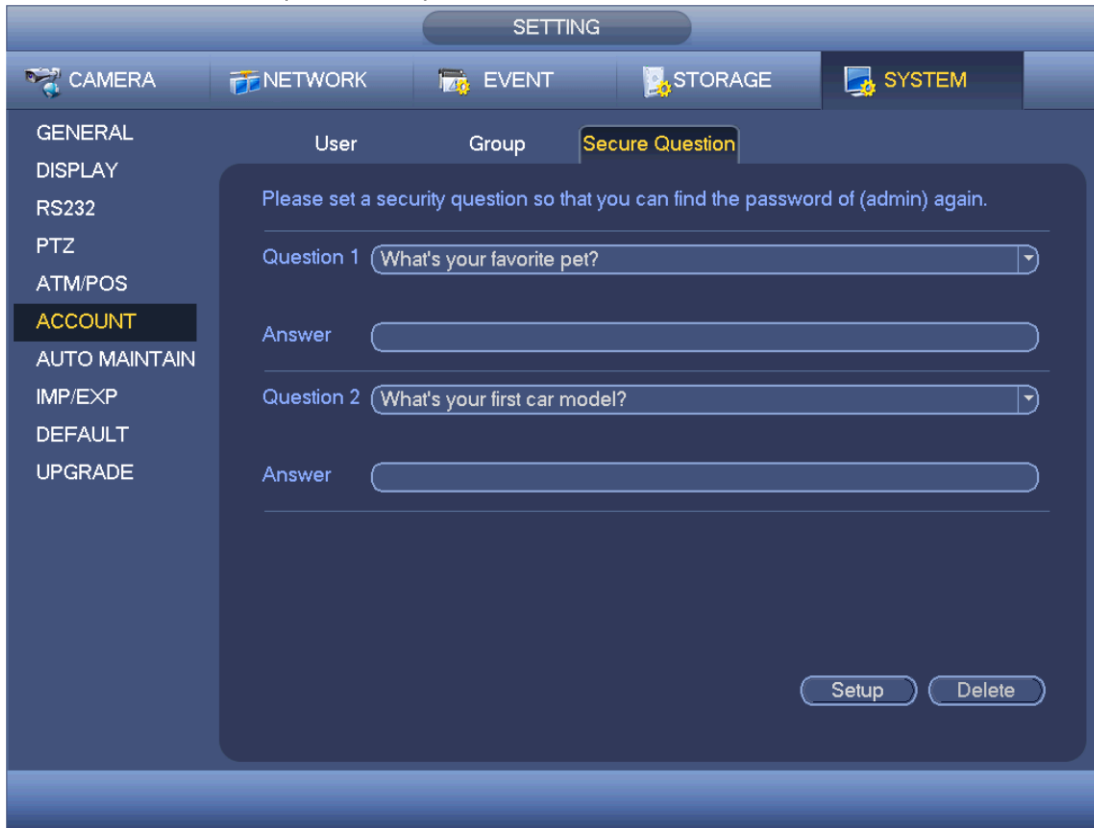 SETTING
CAMERA NETWORK EVENT STORAGE SYSTEM
GENERAL
DISPLAY
RS232
PTZ
ATM/POS
ACCOUNT
AUTO MAINTAIN
IMP/EXP
DEFAULT
UPGRADE
User Group Secure Question
Please set a security question so that you can find the password of (admin) again.
Question 1 What's your favorite pet?
Answer
Question 2 What's your first car model?
Answer
Setup Delete